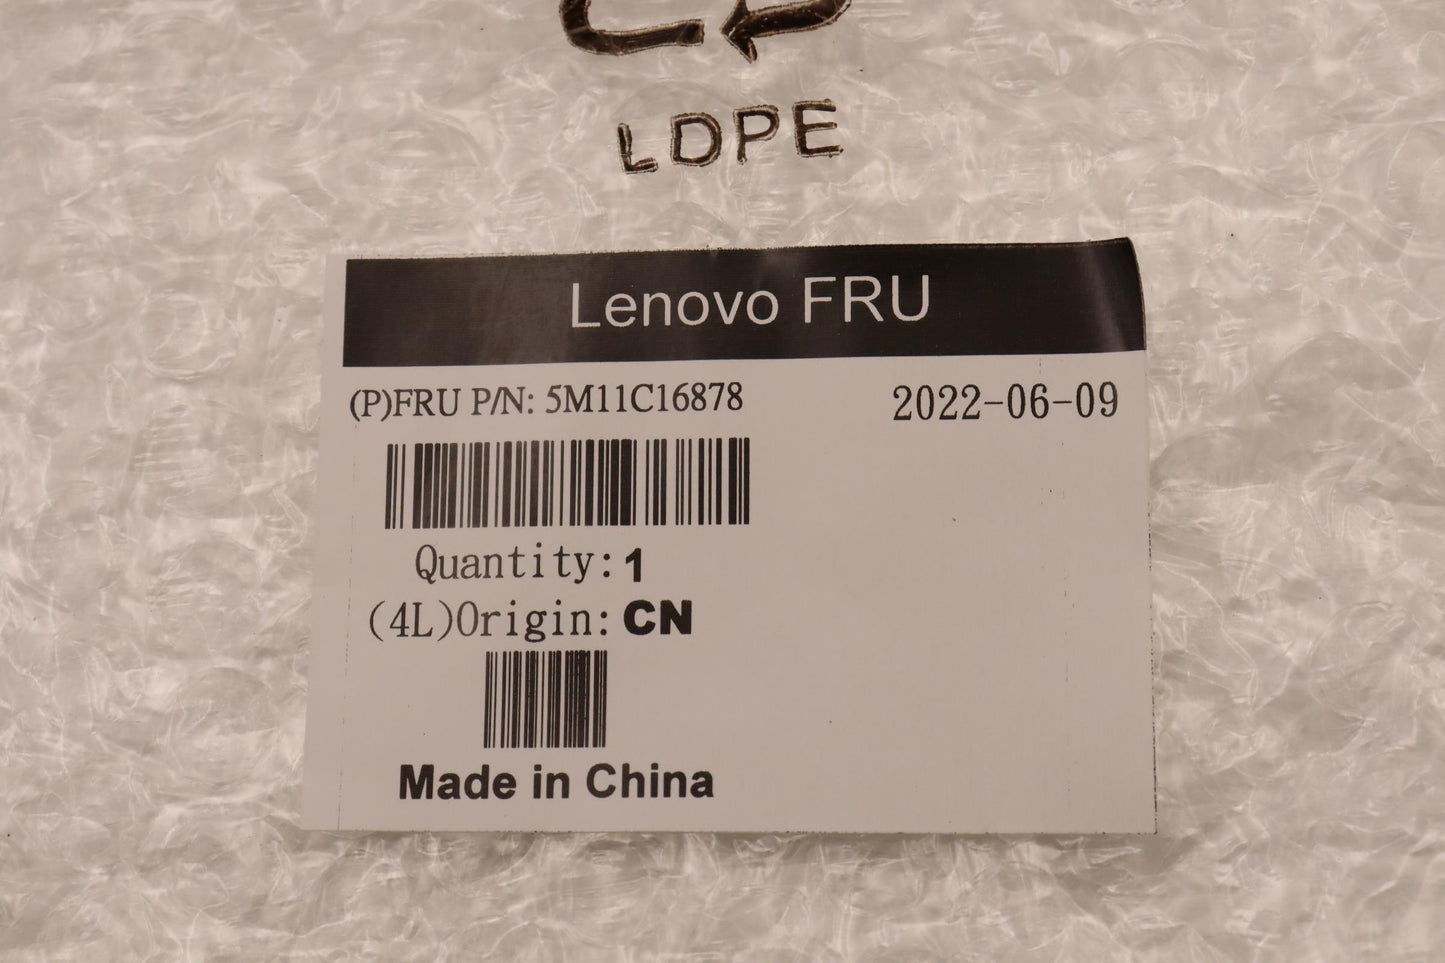 LDPE
Lenovo FRU
(P)FRU P/N: 5M11C16878
2022-06-09
Quantity: 1
(4L)Origin: CN
Made in China